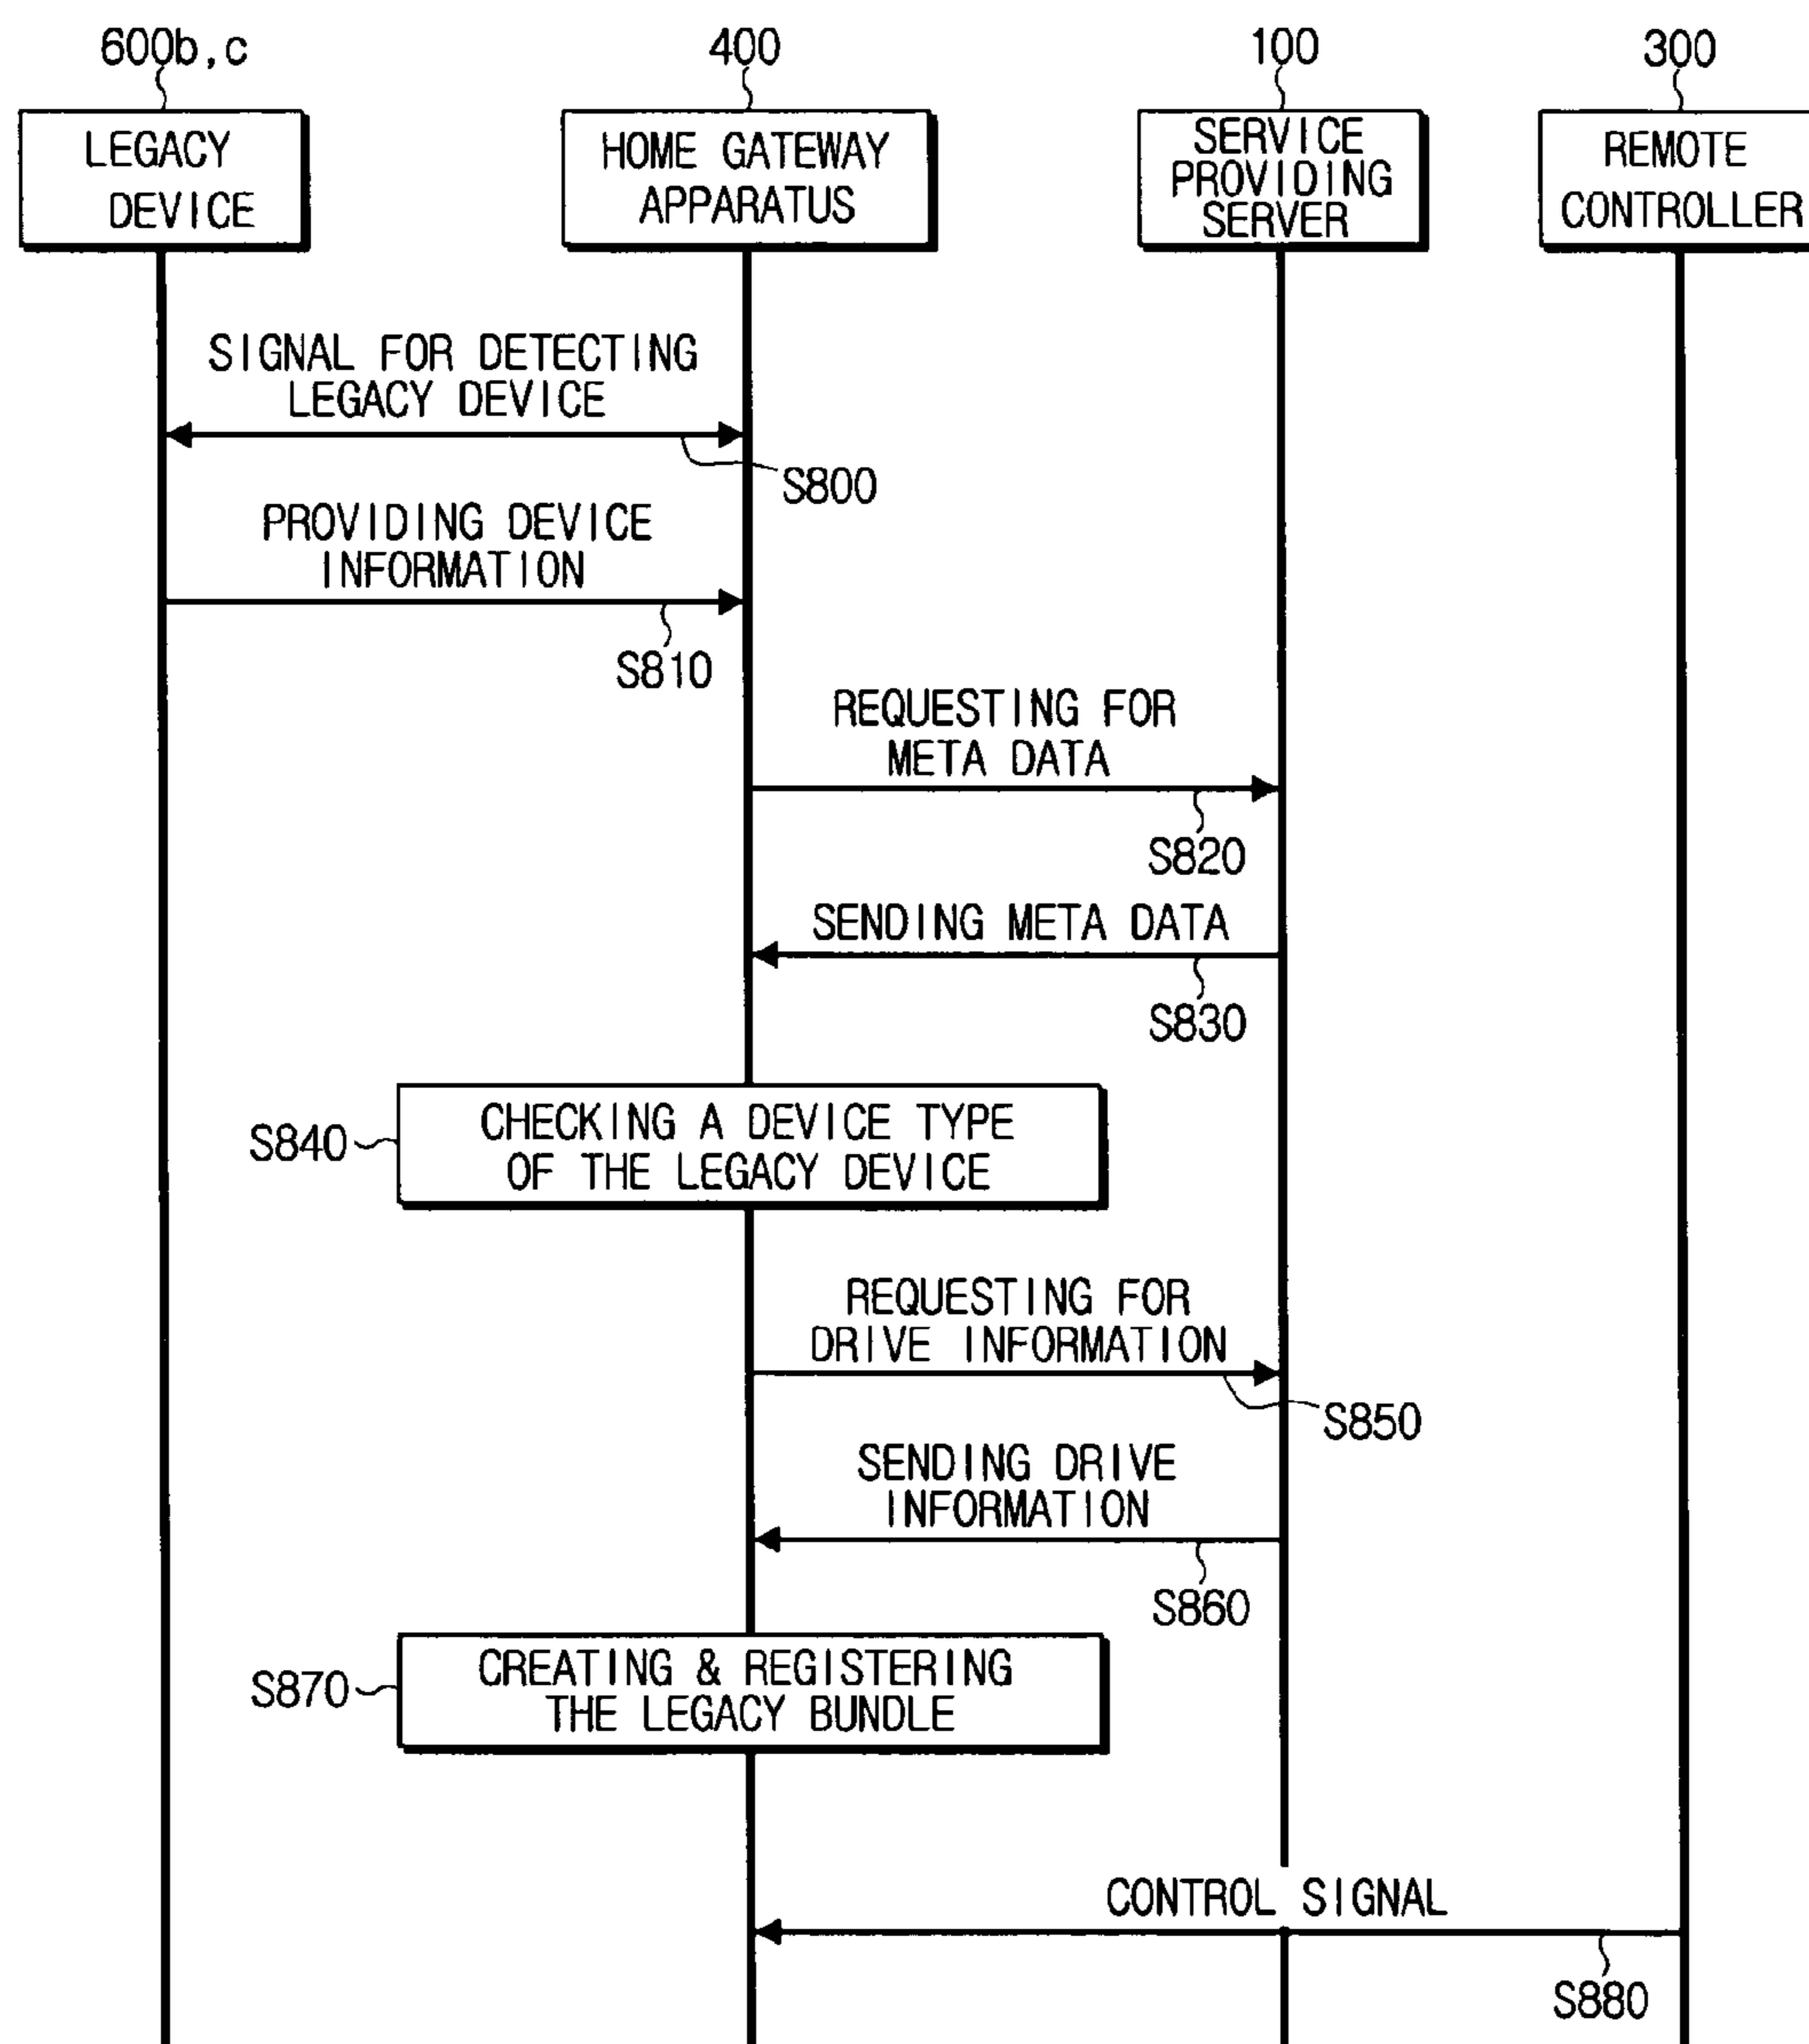 600b,c
400
100
300
LEGACY
DEVICE
HOME GATEWAY
APPARATUS
SERVICE
PROVIDING
SERVER
REMOTE
CONTROLLER
SIGNAL FOR DETECTING
LEGACY DEVICE
S800
PROVIDING DEVICE
INFORMATION
S810
REQUESTING FOR
META DATA
S820
SENDING META DATA
S830
S840
CHECKING A DEVICE TYPE
OF THE LEGACY DEVICE
REQUESTING FOR
DRIVE INFORMATION
S850
SENDING DRIVE
INFORMATION
S860
S870
CREATING & REGISTERING
THE LEGACY BUNDLE
CONTROL SIGNAL
S880